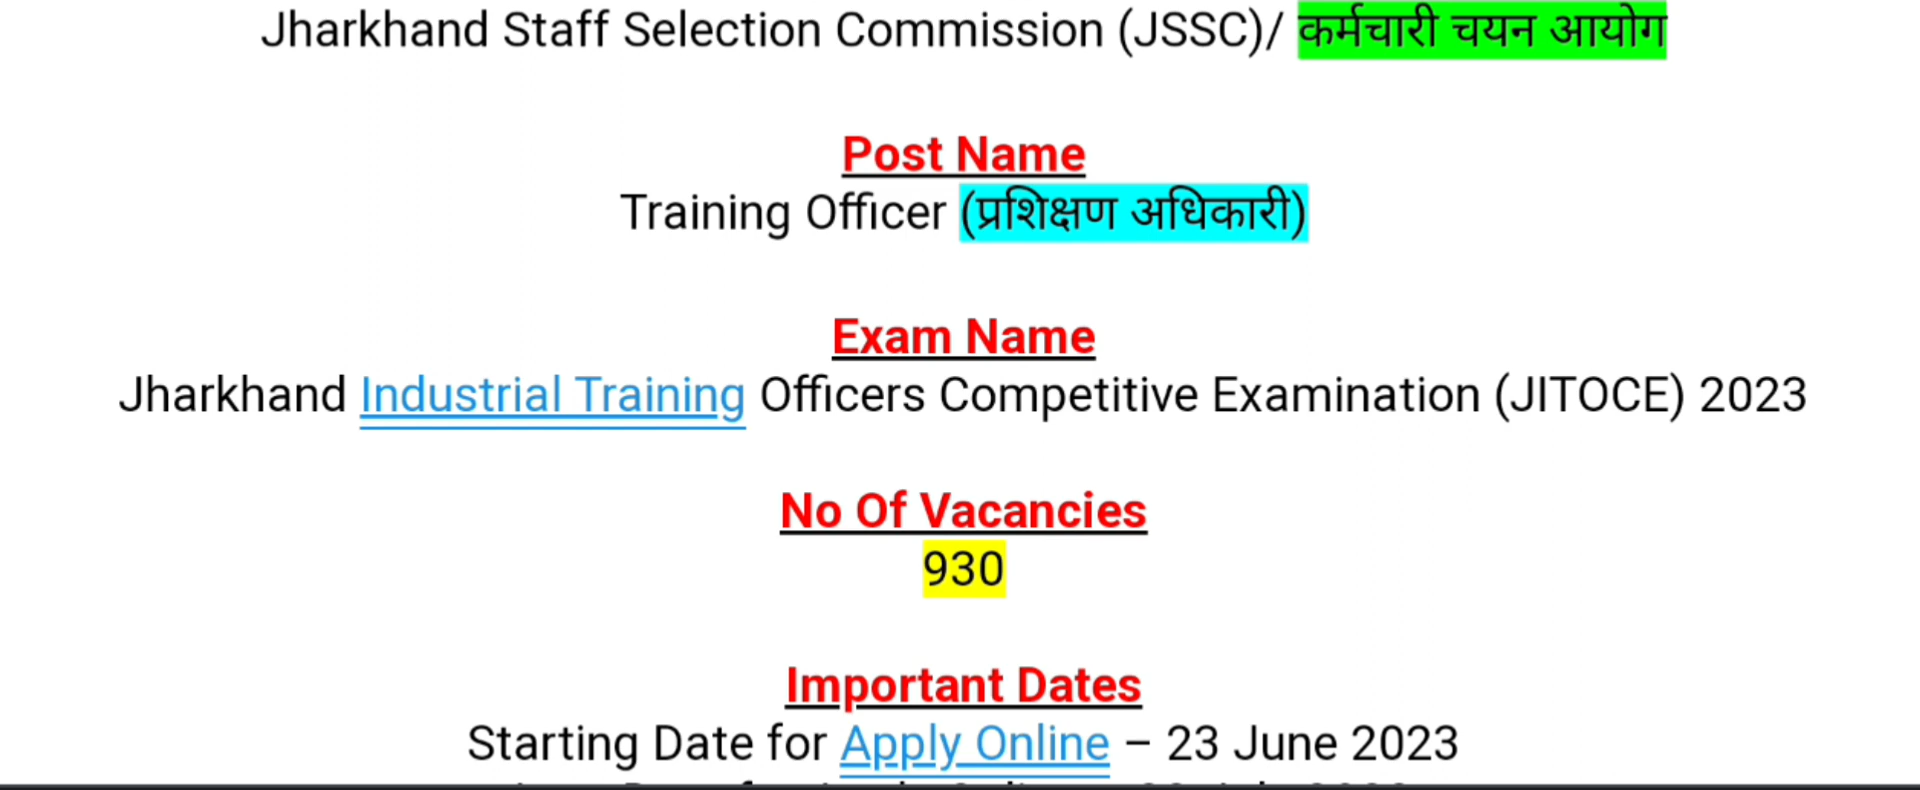 Jharkhand Staff Selection Commission (JSSC)/ कर्मचारी चयन आयोग
Post Name
Training Officer (प्रशिक्षण अधिकारी)
Exam Name
Jharkhand Industrial Training Officers Competitive Examination (JITOCE) 2023
No Of Vacancies
930
Important Dates
Starting Date for Apply Online – 23 June 2023